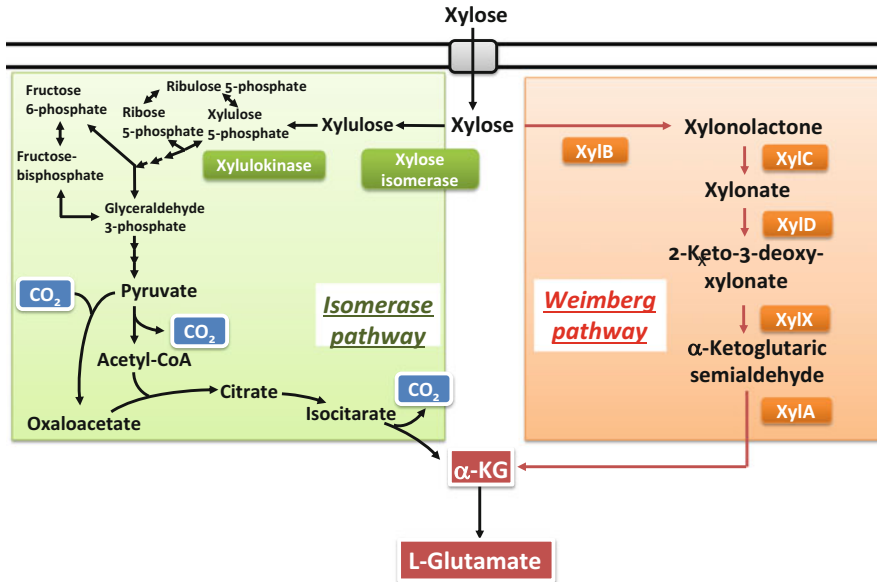 Xylose
Fructose
6-phosphate
Ribulose 5-phosphate
Ribose
5-phosphate
Xylulose
5-phosphate
Xylulose
Xylose
Xylulokinase
Xylose
isomerase
Fructose-
bisphosphate
Glyceraldehyde
3-phosphate
CO2
Pyruvate
CO2
Acetyl-CoA
Oxaloacetate
Citrate
Isocitarate
CO2
Isomerase
pathway
XylB
Xylonolactone
XylC
Xylonate
XylD
2-Keto-3-deoxy-
x
xylonate
Weimberg
pathway
XylX
α-Ketoglutaric
semialdehyde
XylA
α-KG
L-Glutamate